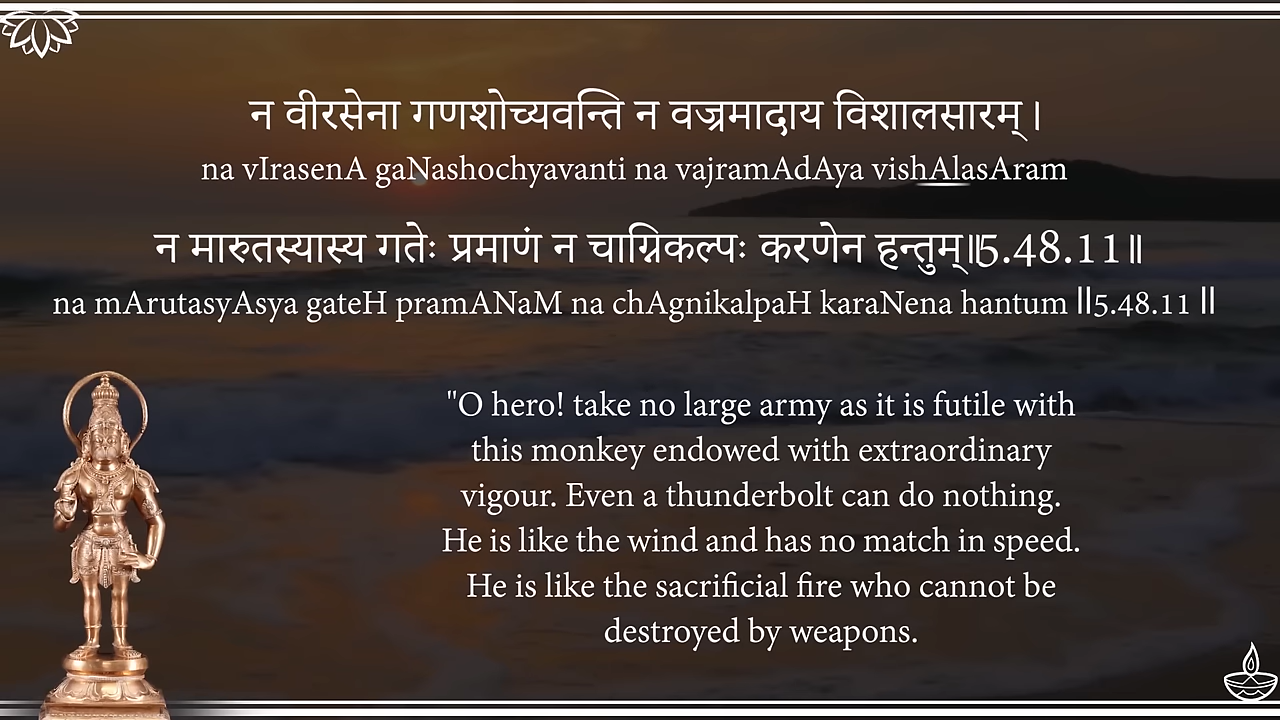 न वीरसेना गणशोच्यवन्ति न वज्रमादाय विशालसारम् ।
na vIrasenA gaNashochyavanti na vajramAdAya vishAlasAram
न मारुतस्यास्य गतेः प्रमाणं न चाग्निकल्पः करणेन हन्तुम्॥5.48.11॥
na mArutasyAsya gateH pramANaM na chAgnikalpaH karaNena hantum ||5.48.11 ||
"O hero! take no large army as it is futile with
this monkey endowed with extraordinary
vigour. Even a thunderbolt can do nothing.
He is like the wind and has no match in speed.
He is like the sacrificial fire who cannot be
destroyed by weapons.